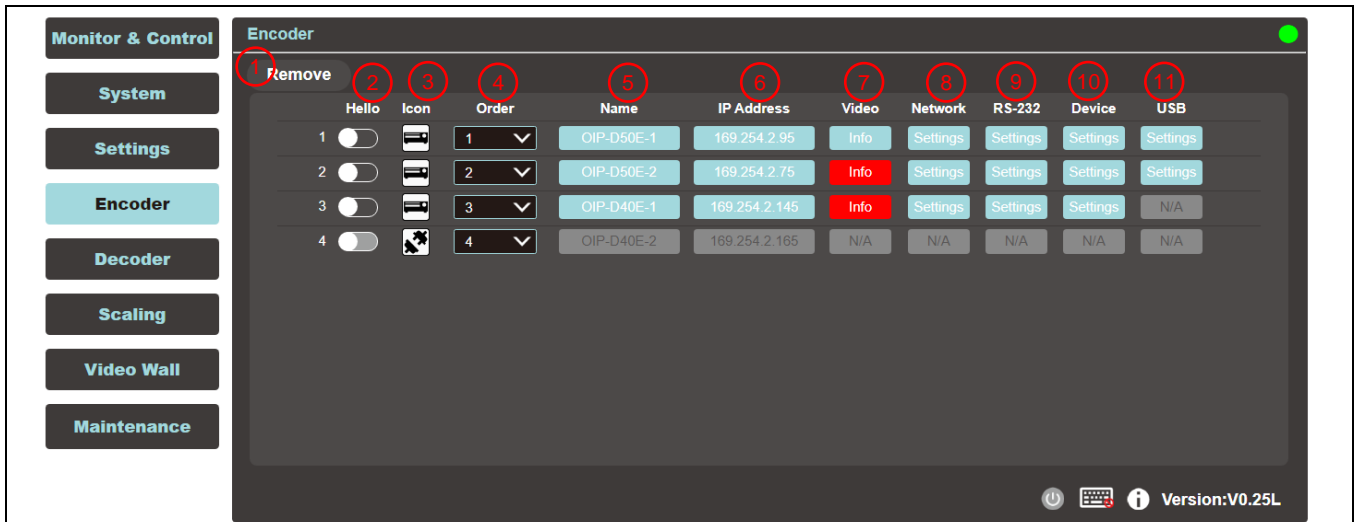 Monitor & Control
System
Settings
Encoder
Decoder
Scaling
Video Wall
Maintenance
Encoder
1 Remove
2 3 4 5 6 7 8 9 10 11
Hello Icon Order Name IP Address Video Network RS-232 Device USB
1 1 OIP-D50E-1 169.254.2.95 Info Settings Settings Settings Settings
2 2 OIP-D50E-2 169.254.2.75 Info Settings Settings Settings Settings
3 3 OIP-D40E-1 169.254.2.145 Info Settings Settings Settings N/A
4 4 OIP-D40E-2 169.254.2.165 N/A N/A N/A N/A N/A
Version:V0.25L